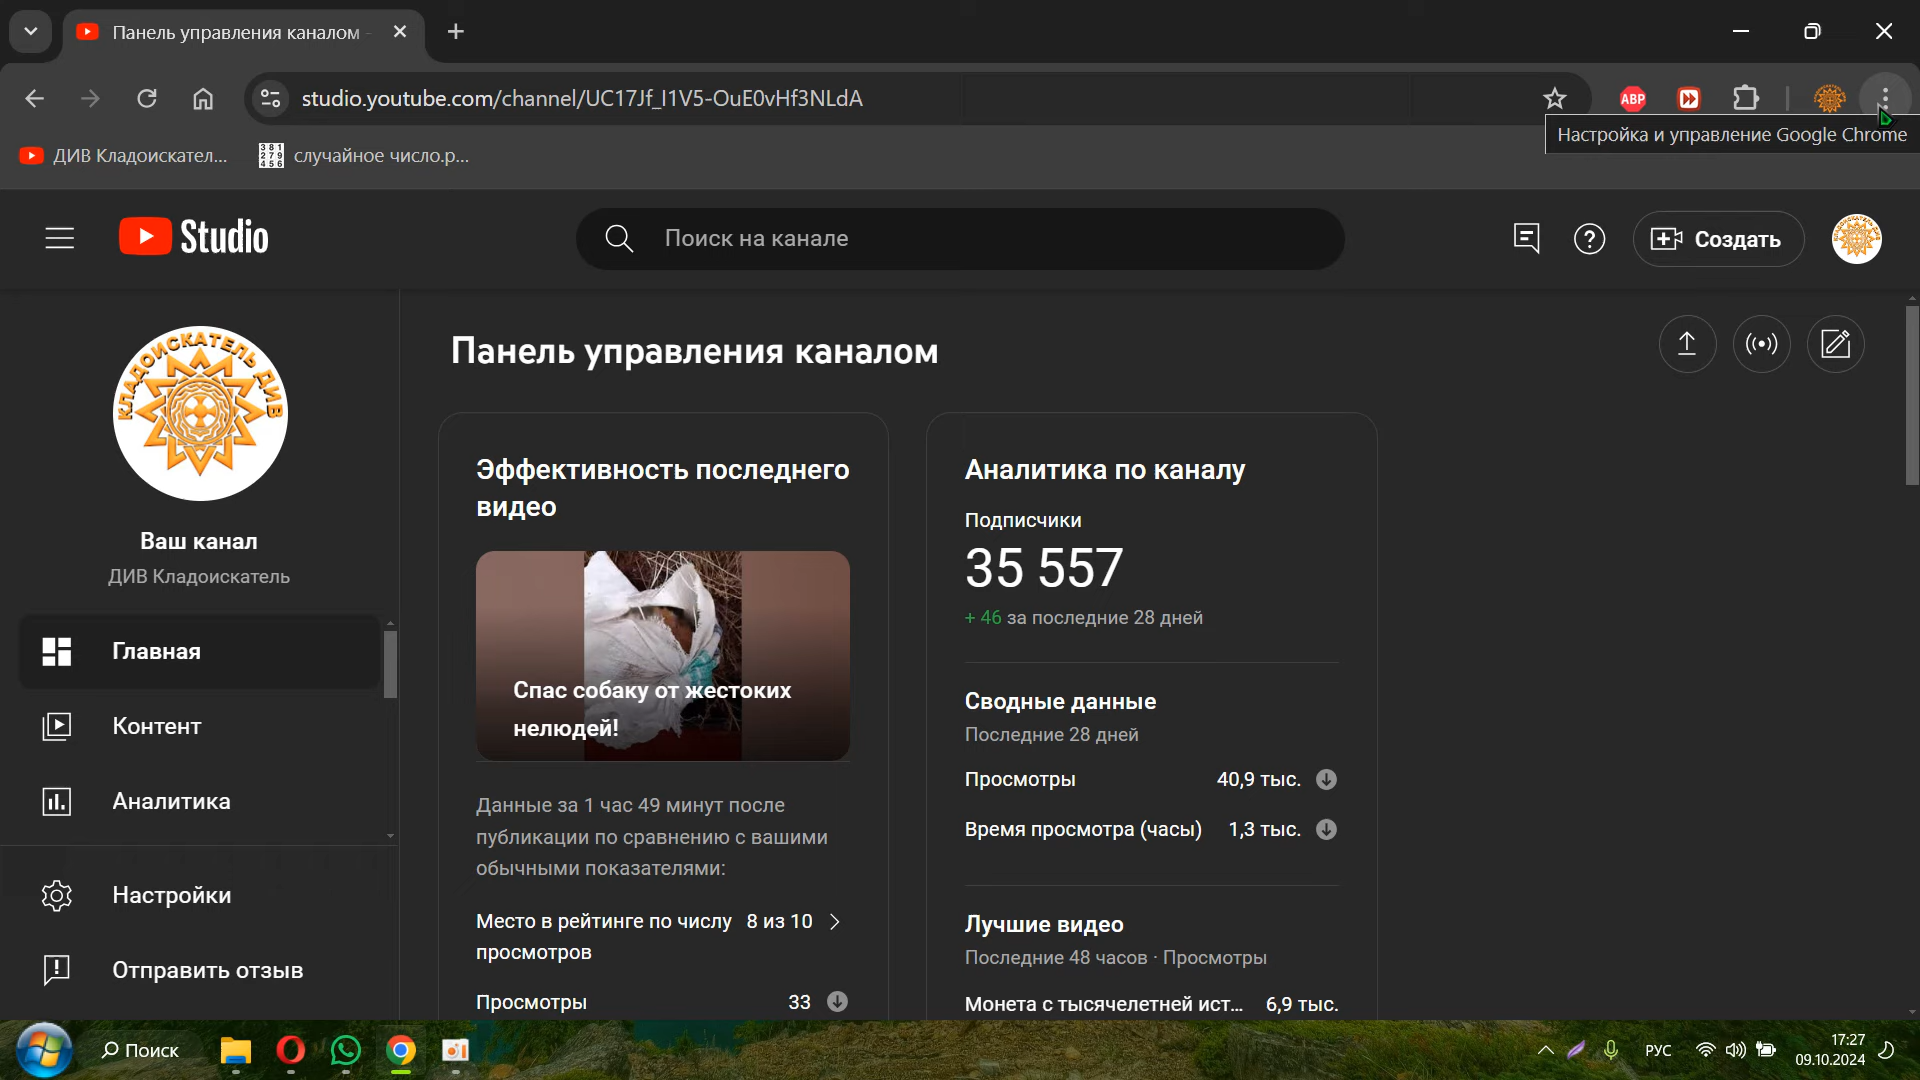 Панель управления каналом -
studio.youtube.com/channel/UC17Jf_I1V5-OuE0vHf3NLdA
ABP
Настройка и управление Google Chrome
ДИВ Кладоискател...
случайное число.р...
Studio
Поиск на канале
Создать
КЛАДОИСКАТЕЛЬ ДИВ
Ваш канал
ДИВ Кладоискатель
Главная
Контент
Аналитика
Настройки
Отправить отзыв
Панель управления каналом
Эффективность последнего
видео
Спас собаку от жестоких
нелюдей!
Данные за 1 час 49 минут после
публикации по сравнению с вашими
обычными показателями:
Место в рейтинге по числу 8 из 10
просмотров
Просмотры 33
Аналитика по каналу
Подписчики
35 557
+ 46 за последние 28 дней
Сводные данные
Последние 28 дней
Просмотры 40,9 тыс.
Время просмотра (часы) 1,3 тыс.
Лучшие видео
Последние 48 часов · Просмотры
Монета с тысячелетней ист... 6,9 тыс.
Поиск
РУС
17:27
09.10.2024